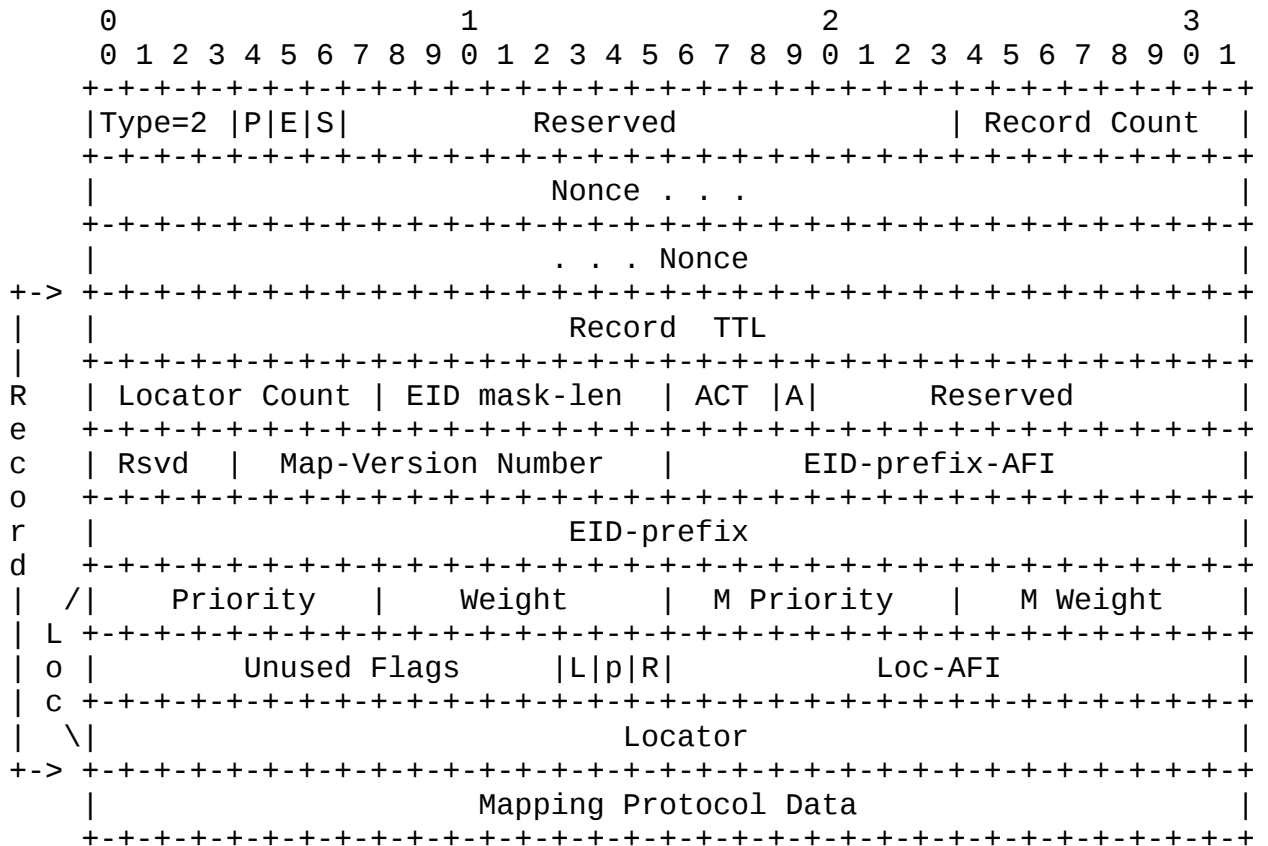 0                   1                   2                   3
        0 1 2 3 4 5 6 7 8 9 0 1 2 3 4 5 6 7 8 9 0 1 2 3 4 5 6 7 8 9 0 1
       +-+-+-+-+-+-+-+-+-+-+-+-+-+-+-+-+-+-+-+-+-+-+-+-+-+-+-+-+-+-+-+-+
       |Type=2 |P|E|S|          Reserved               | Record Count  |
       +-+-+-+-+-+-+-+-+-+-+-+-+-+-+-+-+-+-+-+-+-+-+-+-+-+-+-+-+-+-+-+-+
       |                         Nonce . . .                           |
       +-+-+-+-+-+-+-+-+-+-+-+-+-+-+-+-+-+-+-+-+-+-+-+-+-+-+-+-+-+-+-+-+
       |                         . . . Nonce                           |
   +-> +-+-+-+-+-+-+-+-+-+-+-+-+-+-+-+-+-+-+-+-+-+-+-+-+-+-+-+-+-+-+-+-+
   |   |                          Record  TTL                          |
   |   +-+-+-+-+-+-+-+-+-+-+-+-+-+-+-+-+-+-+-+-+-+-+-+-+-+-+-+-+-+-+-+-+
   R   | Locator Count | EID mask-len  | ACT |A|      Reserved         |
   e   +-+-+-+-+-+-+-+-+-+-+-+-+-+-+-+-+-+-+-+-+-+-+-+-+-+-+-+-+-+-+-+-+
   c   | Rsvd  |  Map-Version Number   |       EID-prefix-AFI          |
   o   +-+-+-+-+-+-+-+-+-+-+-+-+-+-+-+-+-+-+-+-+-+-+-+-+-+-+-+-+-+-+-+-+
   r   |                          EID-prefix                           |
   d   +-+-+-+-+-+-+-+-+-+-+-+-+-+-+-+-+-+-+-+-+-+-+-+-+-+-+-+-+-+-+-+-+
   |  /|    Priority   |    Weight     |  M Priority   |   M Weight    |
   | L +-+-+-+-+-+-+-+-+-+-+-+-+-+-+-+-+-+-+-+-+-+-+-+-+-+-+-+-+-+-+-+-+
   | o |        Unused Flags     |L|p|R|           Loc-AFI             |
   | c +-+-+-+-+-+-+-+-+-+-+-+-+-+-+-+-+-+-+-+-+-+-+-+-+-+-+-+-+-+-+-+-+
   |  \|                             Locator                           |
   +-> +-+-+-+-+-+-+-+-+-+-+-+-+-+-+-+-+-+-+-+-+-+-+-+-+-+-+-+-+-+-+-+-+
       |                     Mapping Protocol Data                     |
       +-+-+-+-+-+-+-+-+-+-+-+-+-+-+-+-+-+-+-+-+-+-+-+-+-+-+-+-+-+-+-+-+